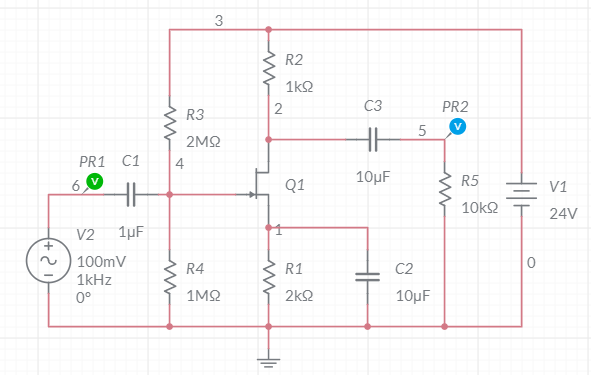 3
R2
1kΩ
2
C3
PR2
5
V
10µF
R3
2MΩ
4
PR1
C1
6
V
1µF
Q1
R5
10kΩ
V1
24V
V2
100mV
1kHz
0°
1
R4
1MΩ
R1
2kΩ
C2
10µF
0